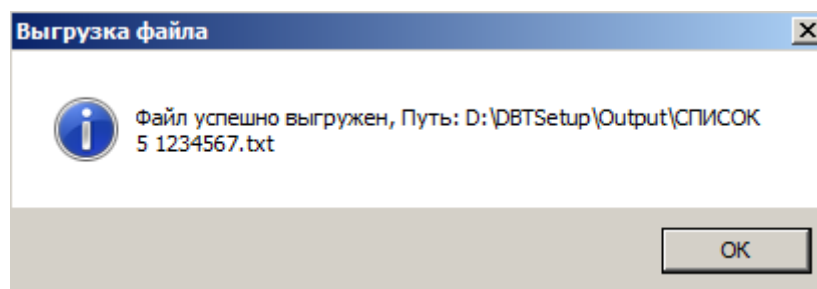 Выгрузка файла
Файл успешно выгружен, Путь: D:\DBTSetup\Output\СПИСОК
5 1234567.txt
OK